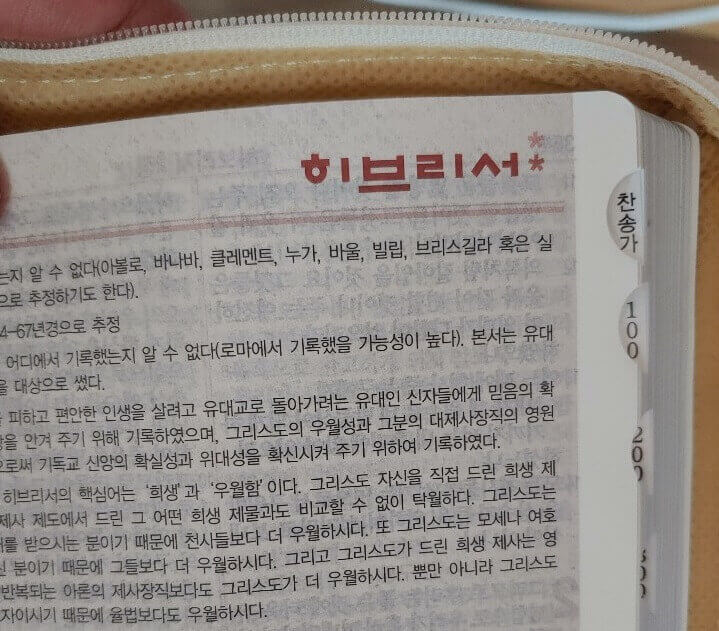 히브리서**
는지 알 수 없다(아볼로, 바나바, 클레멘트, 누가, 바울, 빌립, 브리스길라 혹은 실
으로 추정하기도 한다).
4-67년경으로 추정
어디에서 기록했는지 알 수 없다(로마에서 기록했을 가능성이 높다). 본서는 유대
을 대상으로 썼다.
피하고 편안한 인생을 살려고 유대교로 돌아가려는 유대인 신자들에게 믿음의 확
을 안겨 주기 위해 기록하였으며, 그리스도의 우월성과 그분의 대제사장직의 영원
으로써 기독교 신앙의 확실성과 위대성을 확신시켜 주기 위하여 기록하였다.
히브리서의 핵심어는 '희생'과 '우월함'이다. 그리스도 자신을 직접 드린 희생 제
제사 제도에서 드린 그 어떤 희생 제물과도 비교할 수 없이 탁월하다. 그리스도는
를 받으시는 분이기 때문에 천사들보다 더 우월하시다. 또 그리스도는 모세나 여호
신 분이기 때문에 그들보다 더 우월하시다. 그리고 그리스도가 드린 희생 제사는 영
반복되는 아론의 제사장직보다도 그리스도가 더 우월하시다. 뿐만 아니라 그리스도
자이시기 때문에 율법보다도 우월하시다.
찬송가
100
200